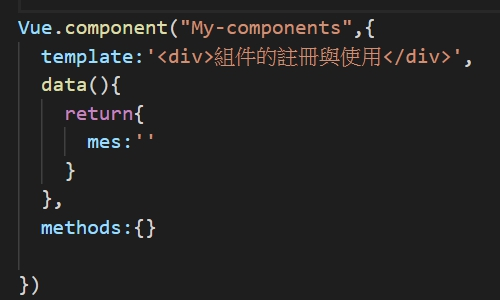 Vue.component("My-components",{
template:'<div>組件的註冊與使用</div>',
data(){
return{
mes:''
}
},
methods:{}
})